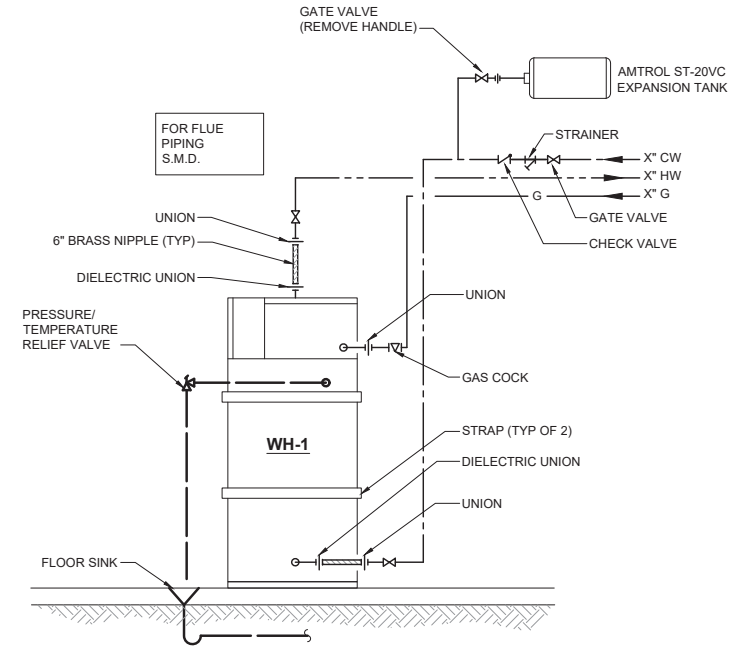 GATE VALVE
(REMOVE HANDLE)
AMTROL ST-20VC
EXPANSION TANK
FOR FLUE
PIPING
S.M.D.
STRAINER
X" CW
X" HW
X" G
G
GATE VALVE
CHECK VALVE
UNION
6" BRASS NIPPLE (TYP)
DIELECTRIC UNION
PRESSURE/
TEMPERATURE
RELIEF VALVE
UNION
GAS COCK
WH-1
STRAP (TYP OF 2)
DIELECTRIC UNION
UNION
FLOOR SINK